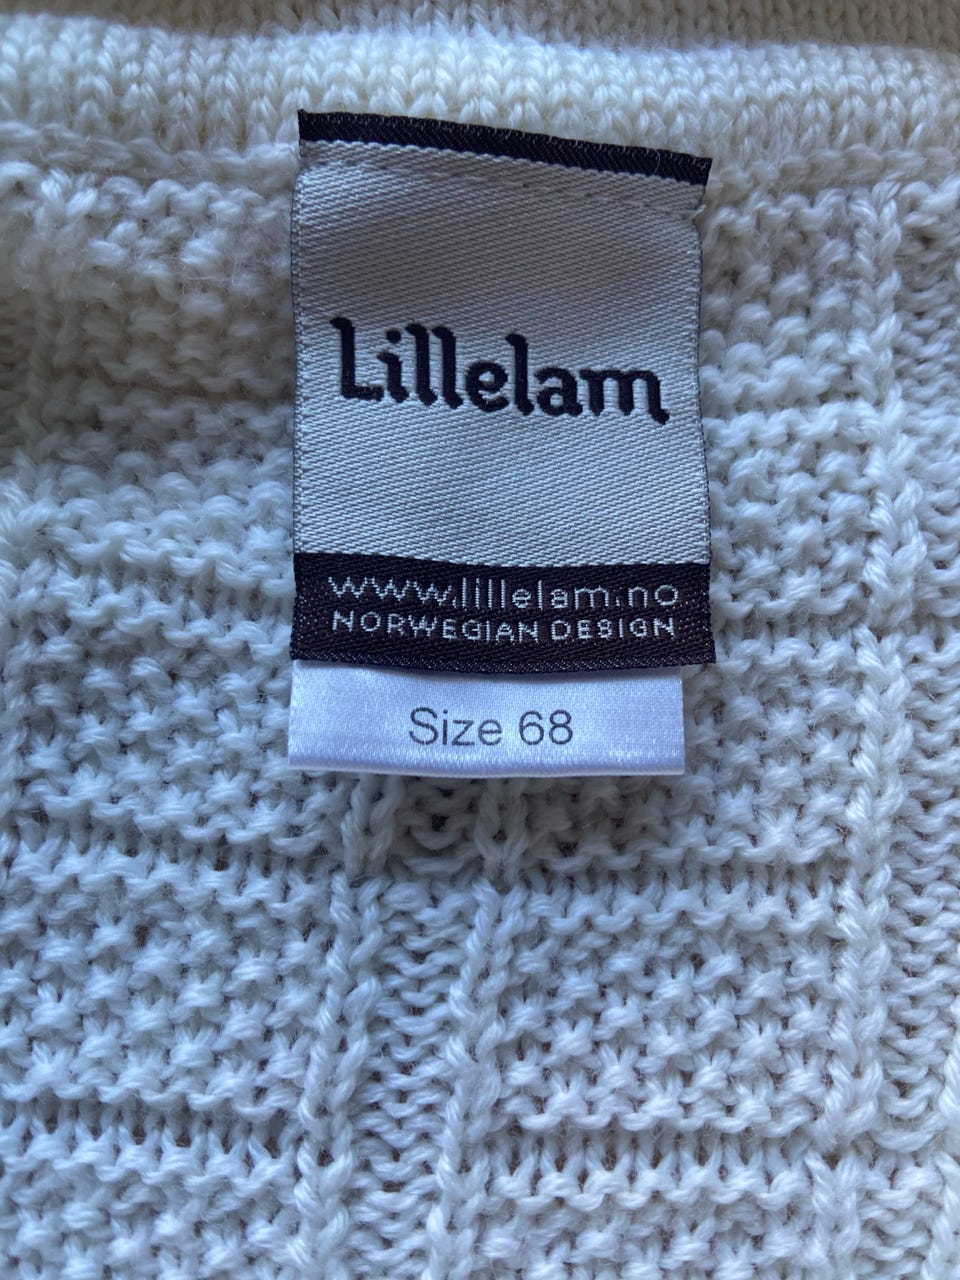 Lillelam
www.lillelam.no
NORWEGIAN DESIGN
Size 68